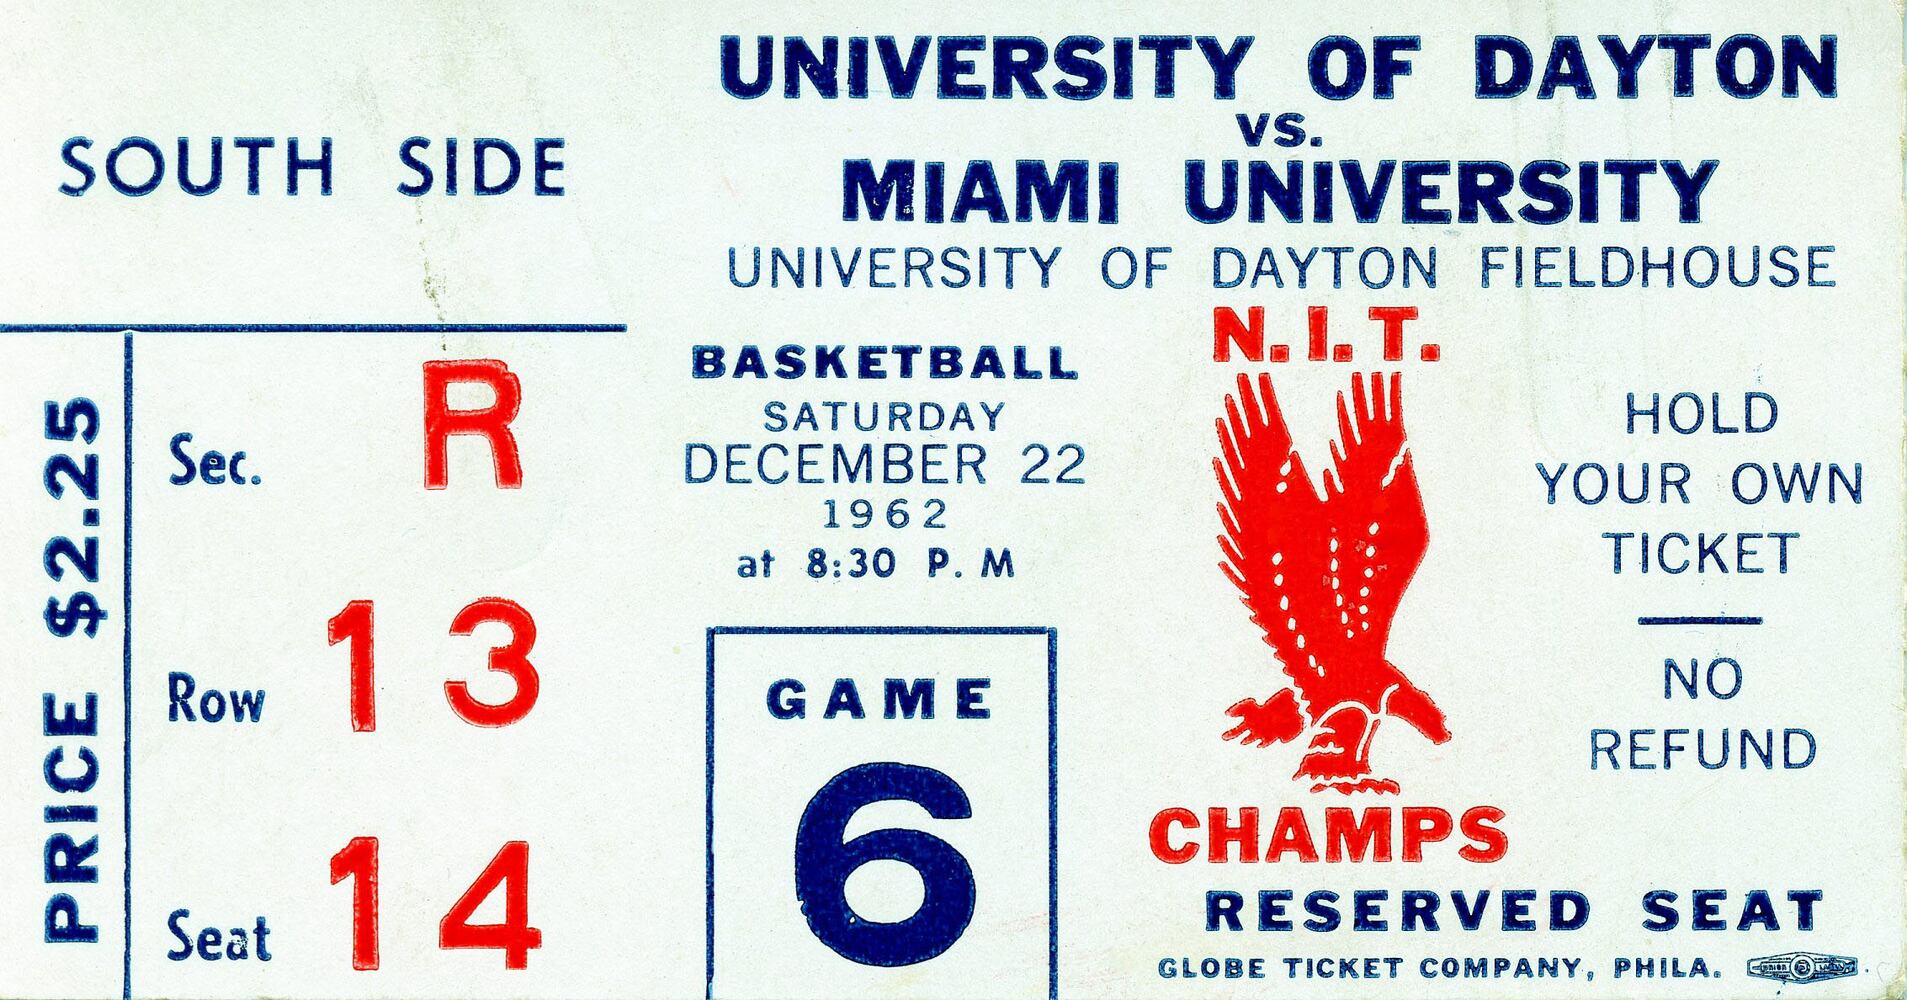 SOUTH SIDE
PRICE $2.25
Sec. R
Row 13
Seat 14
UNIVERSITY OF DAYTON
VS.
MIAMI UNIVERSITY
UNIVERSITY OF DAYTON FIELDHOUSE
BASKETBALL
SATURDAY
DECEMBER 22
1962
at 8:30 P. M
GAME
6
N.I.T.
CHAMPS
HOLD
YOUR OWN
TICKET
NO
REFUND
RESERVED SEAT
GLOBE TICKET COMPANY, PHILA.